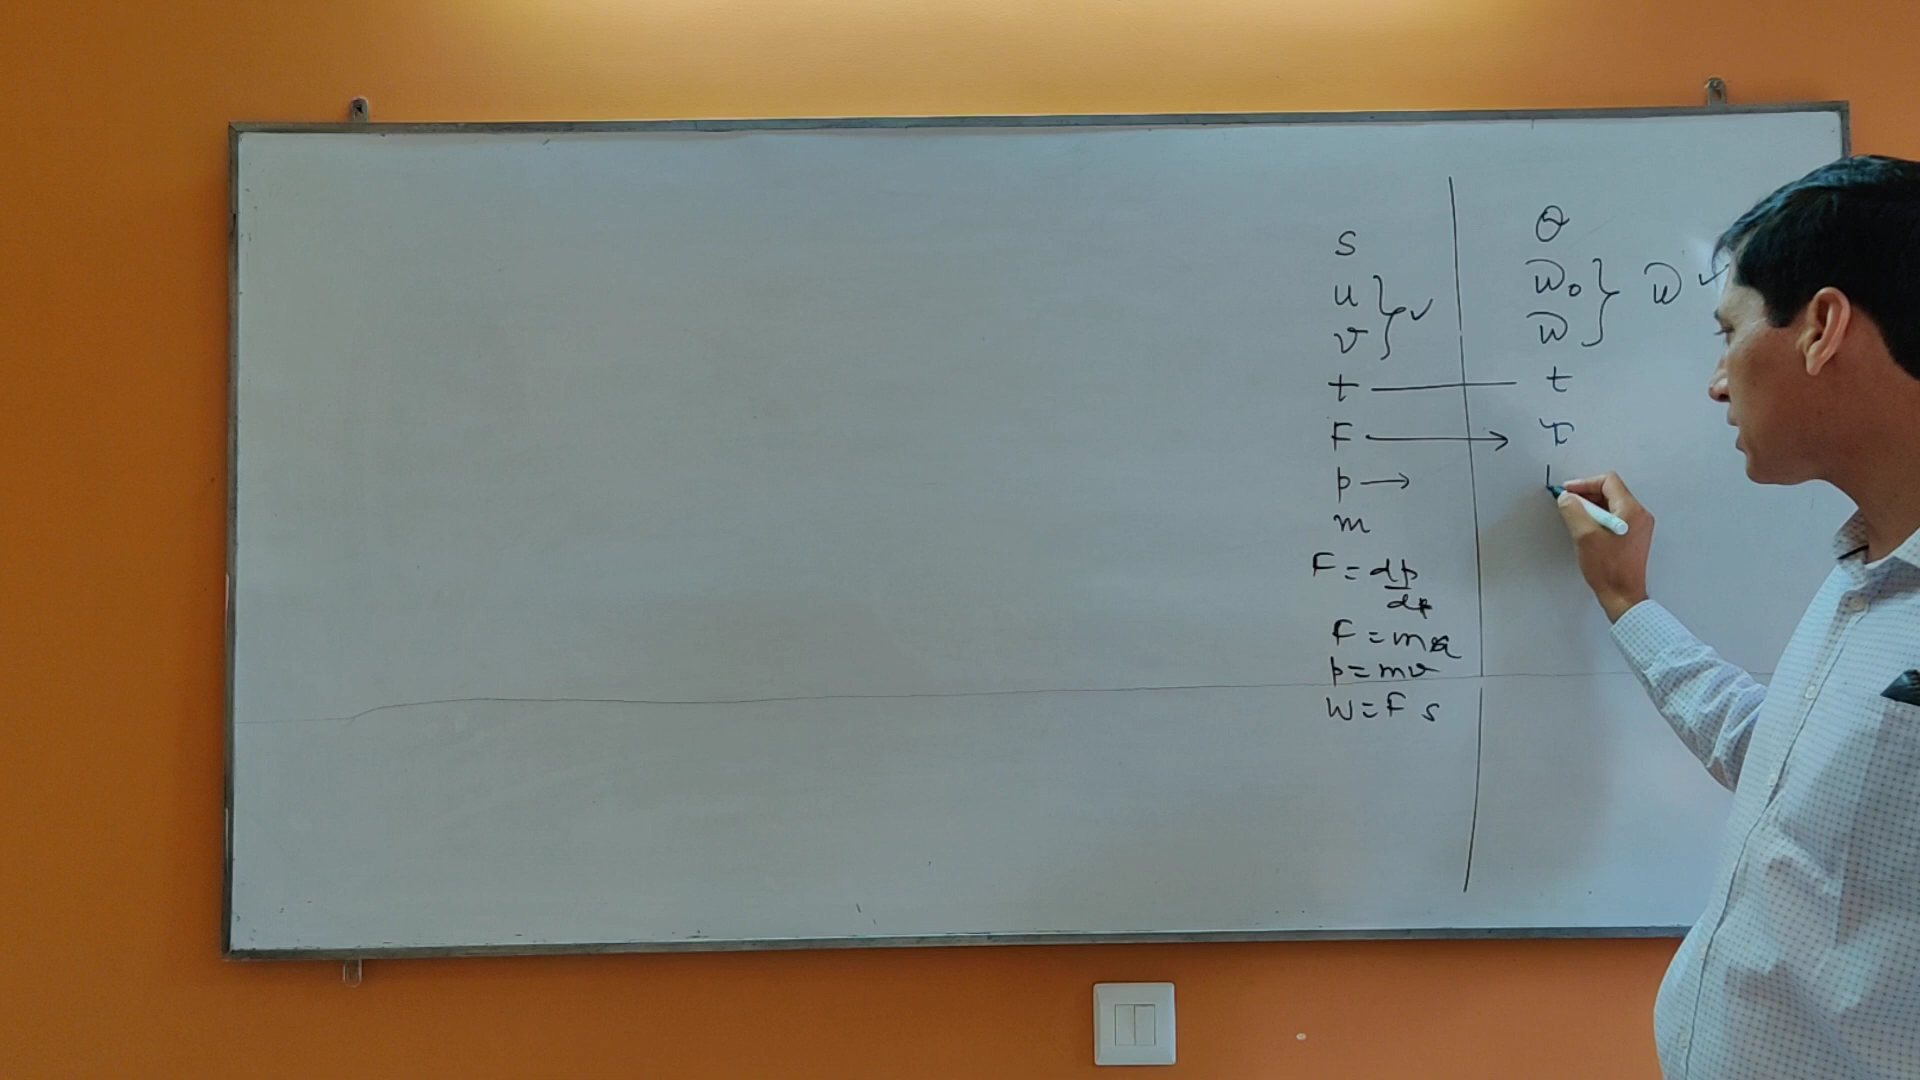 S
u } v
v
t — t
F → τ
p →
m
F = dp/dt
F = ma
p = mv
W = F s
θ
ω₀ } ω ✓
ω
L